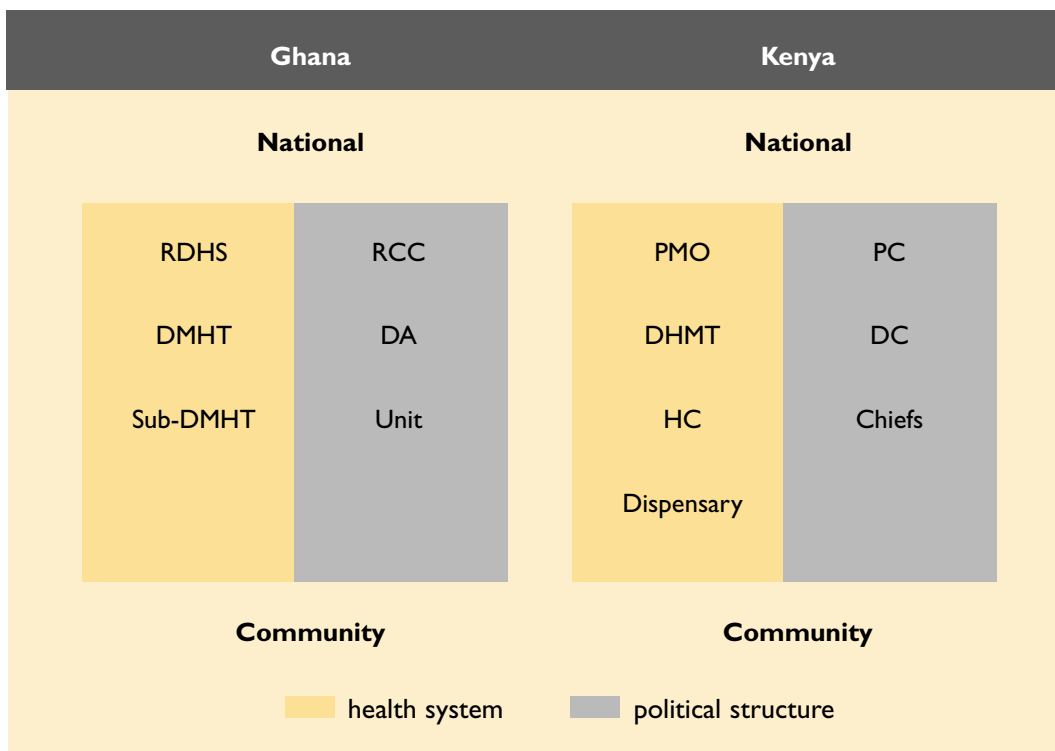 Ghana Kenya
National National
RDHS RCC PMO PC
DMHT DA DHMT DC
Sub-DMHT Unit HC Chiefs
Dispensary
Community Community
health system political structure